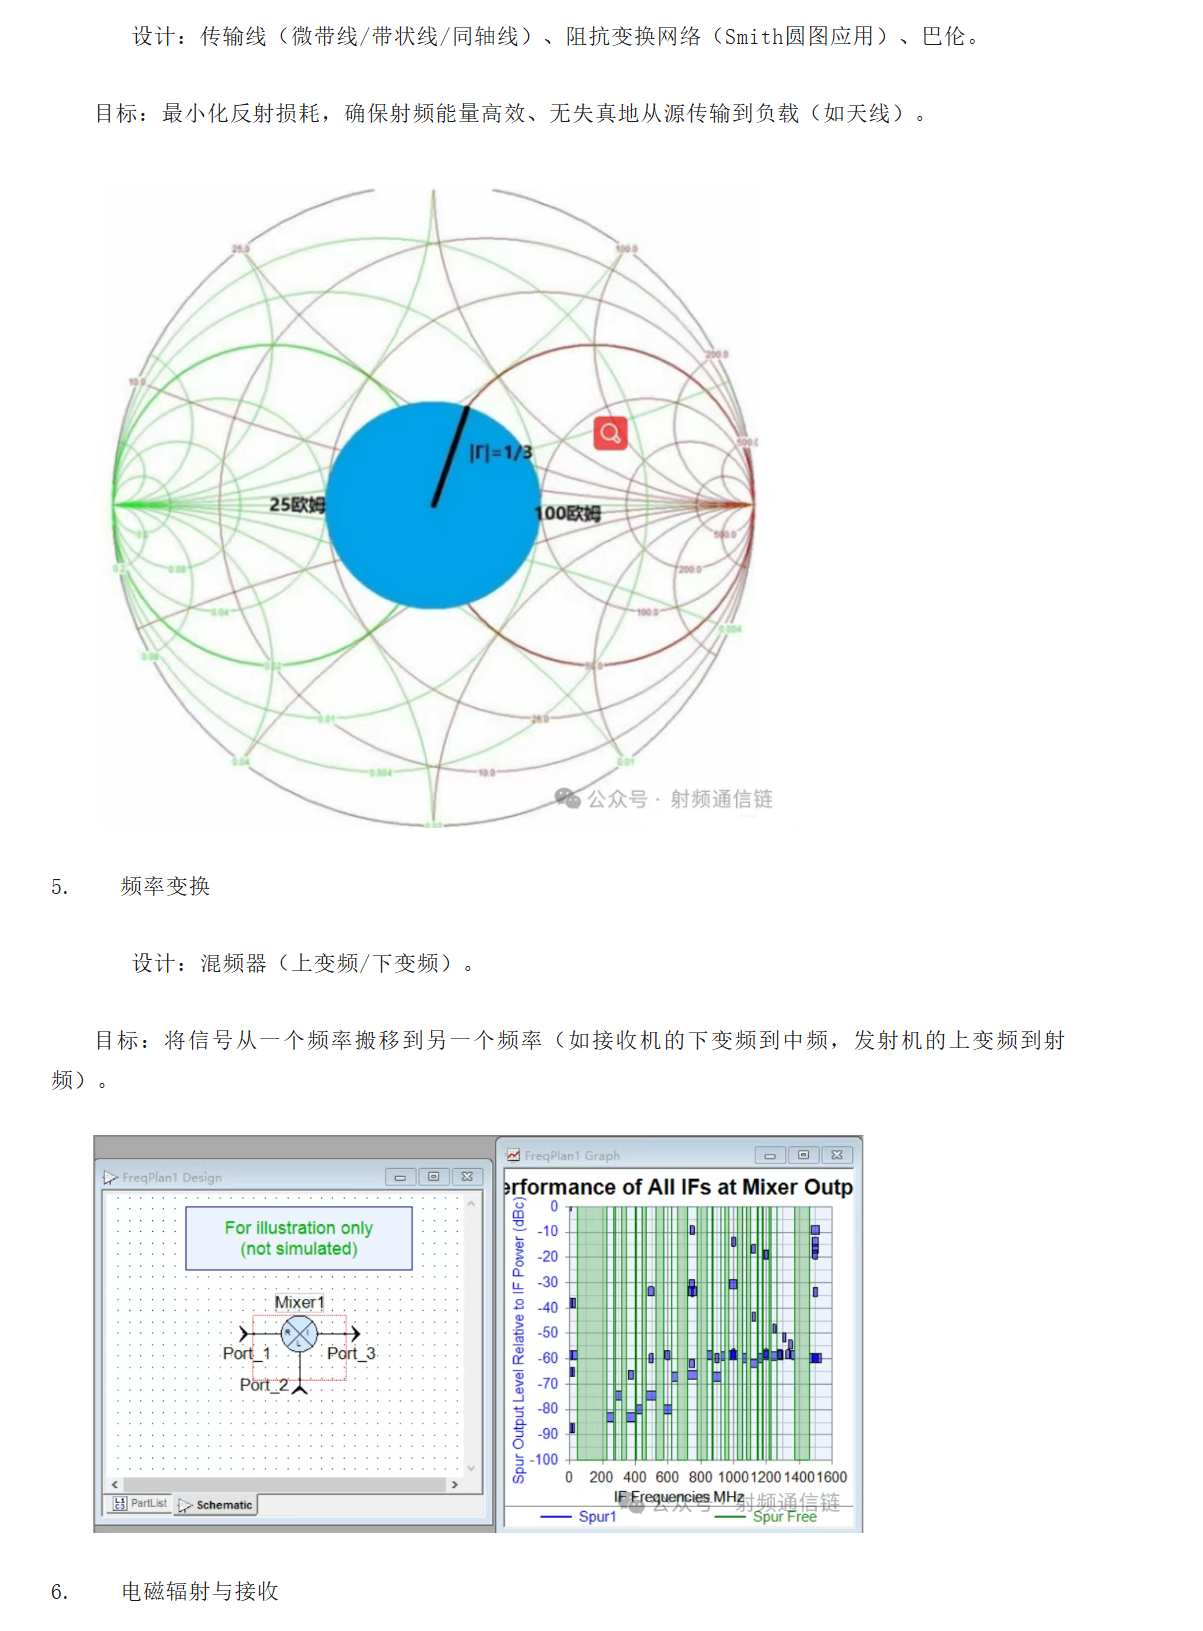 设计：传输线（微带线/带状线/同轴线）、阻抗变换网络（Smith圆图应用）、巴伦。
目标：最小化反射损耗，确保射频能量高效、无失真地从源传输到负载（如天线）。
25.0
100.0
10.0
200.0
500.0
|Γ|=1/3
25欧姆
100欧姆
500.0
0.2
0.08
200.0
0.04
100.0
0.004
0.08
0.02
50.0
0.01
25.0
0.04
0.004
10.0
0.01
公众号 · 射频通信链
5. 频率变换
设计：混频器（上变频/下变频）。
目标：将信号从一个频率搬移到另一个频率（如接收机的下变频到中频，发射机的上变频到射
频）。
FreqPlan1 Design
For illustration only
(not simulated)
Mixer1
R
I
L
Port_1
Port_3
Port_2
PartList
Schematic
FreqPlan1 Graph
erformance of All IFs at Mixer Outp
Spur Output Level Relative to IF Power (dBc)
0
-10
-20
-30
-40
-50
-60
-70
-80
-90
-100
0 200 400 600 800 1000 1200 1400 1600
IF Frequencies MHz
公众号 · 射频通信链
Spur1
Spur Free
6. 电磁辐射与接收